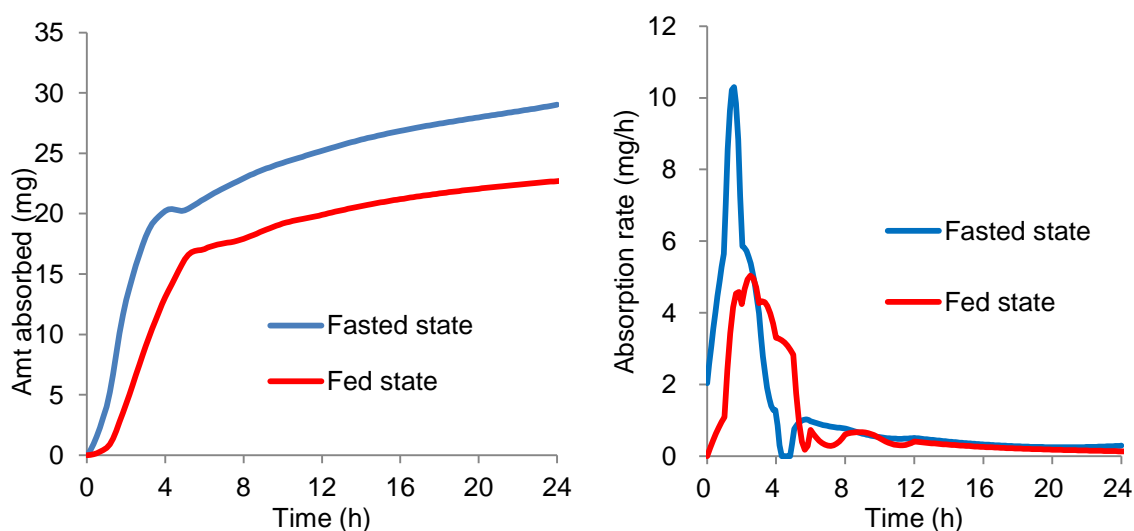 Amt absorbed (mg)
35
30
25
20
15
10
5
0
0 4 8 12 16 20 24
Time (h)
Fasted state
Fed state
Absorption rate (mg/h)
12
10
8
6
4
2
0
0 4 8 12 16 20 24
Time (h)
Fasted state
Fed state